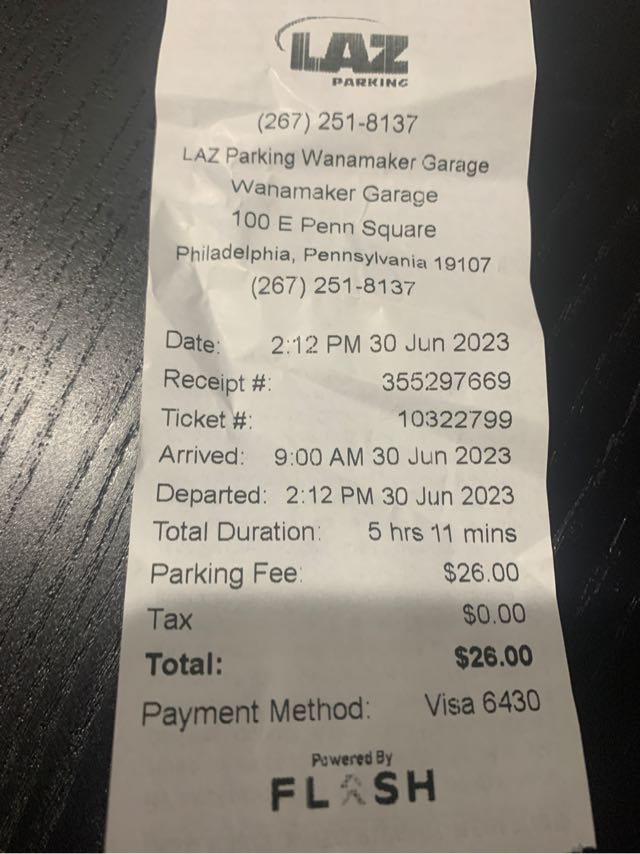 LAZ
PARKING
(267) 251-8137
LAZ Parking Wanamaker Garage
Wanamaker Garage
100 E Penn Square
Philadelphia, Pennsylvania 19107
(267) 251-8137
Date: 2:12 PM 30 Jun 2023
Receipt #: 355297669
Ticket #: 10322799
Arrived: 9:00 AM 30 Jun 2023
Departed: 2:12 PM 30 Jun 2023
Total Duration: 5 hrs 11 mins
Parking Fee: $26.00
Tax $0.00
Total: $26.00
Payment Method: Visa 6430
Powered By
FLASH